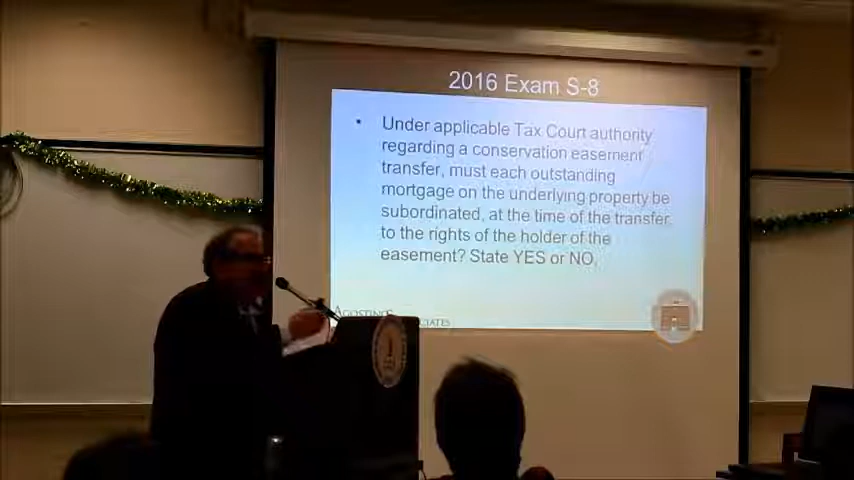 2016 Exam S-8
• Under applicable Tax Court authority
regarding a conservation easement
transfer, must each outstanding
mortgage on the underlying property be
subordinated, at the time of the transfer,
to the rights of the holder of the
easement? State YES or NO.
AGOSTINO
CIATES